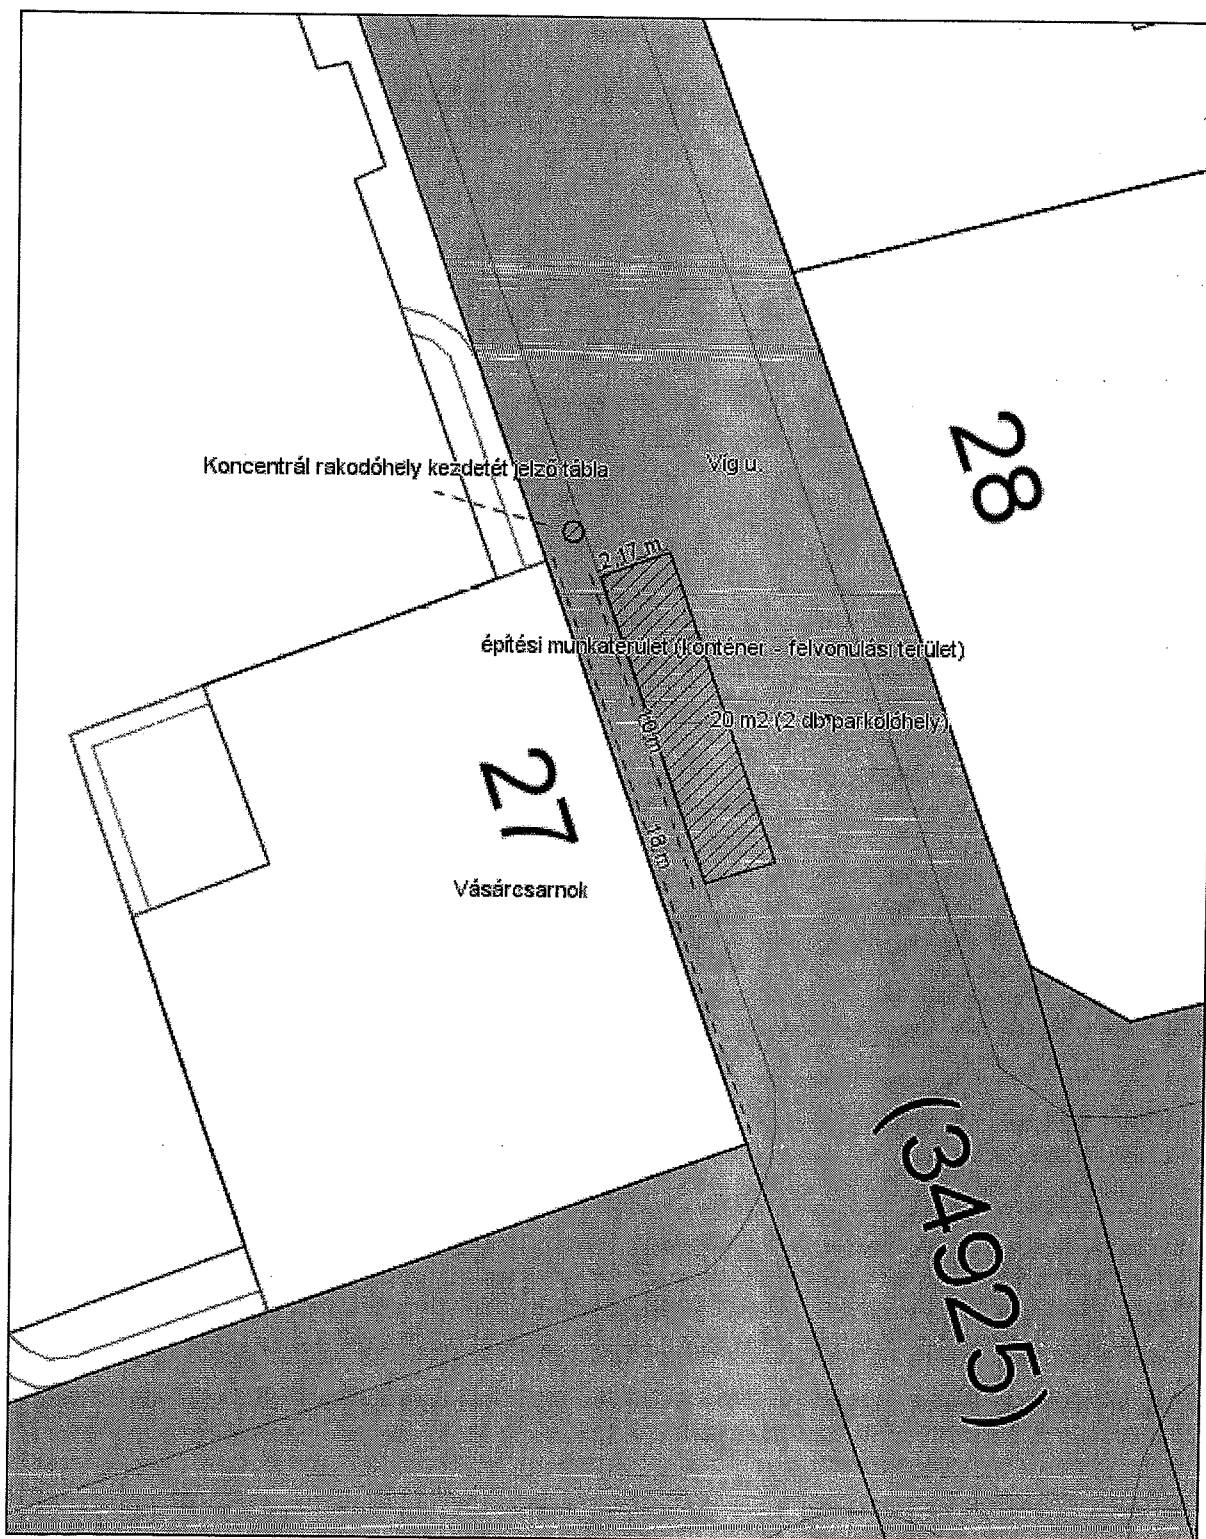 28
Koncentrál rakodóhely kezdetét jelző tábla
Víg u.
2,17 m
építési munkaterület (konténer - felvonulási terület)
10 m
20 m2 (2 db parkolóhely)
27
18 m
Vásárcsarnok
(34925)